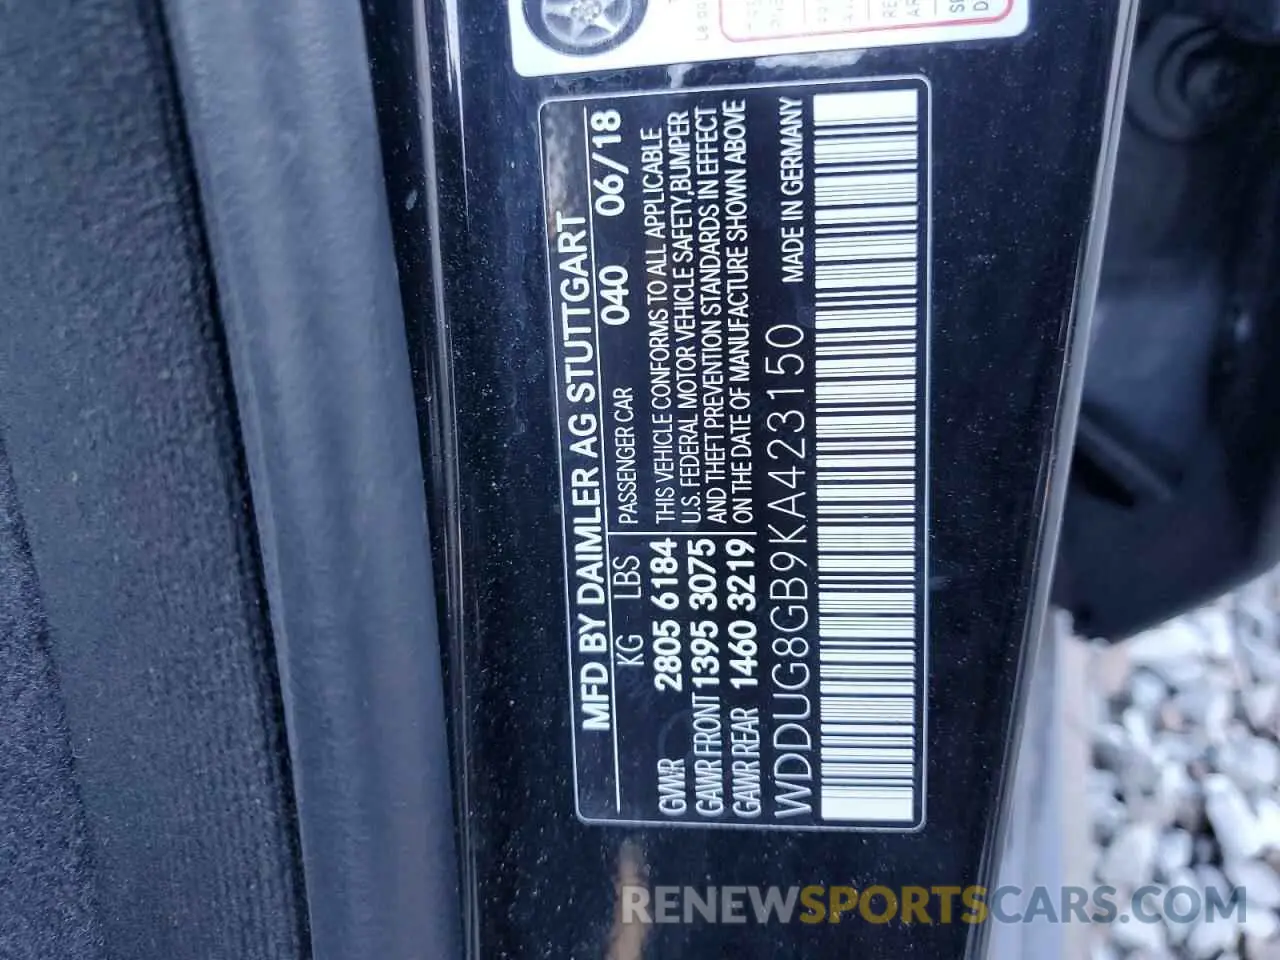 MFD BY DAIMLER AG STUTTGART
KG LBS PASSENGER CAR 040 06/18
GVWR 2805 6184 THIS VEHICLE CONFORMS TO ALL APPLICABLE
GAWR FRONT 1395 3075 U.S. FEDERAL MOTOR VEHICLE SAFETY, BUMPER
AND THEFT PREVENTION STANDARDS IN EFFECT
GAWR REAR 1460 3219 ON THE DATE OF MANUFACTURE SHOWN ABOVE
WDDUG8GB9KA423150 MADE IN GERMANY
RENEWSPORTSCARS.COM